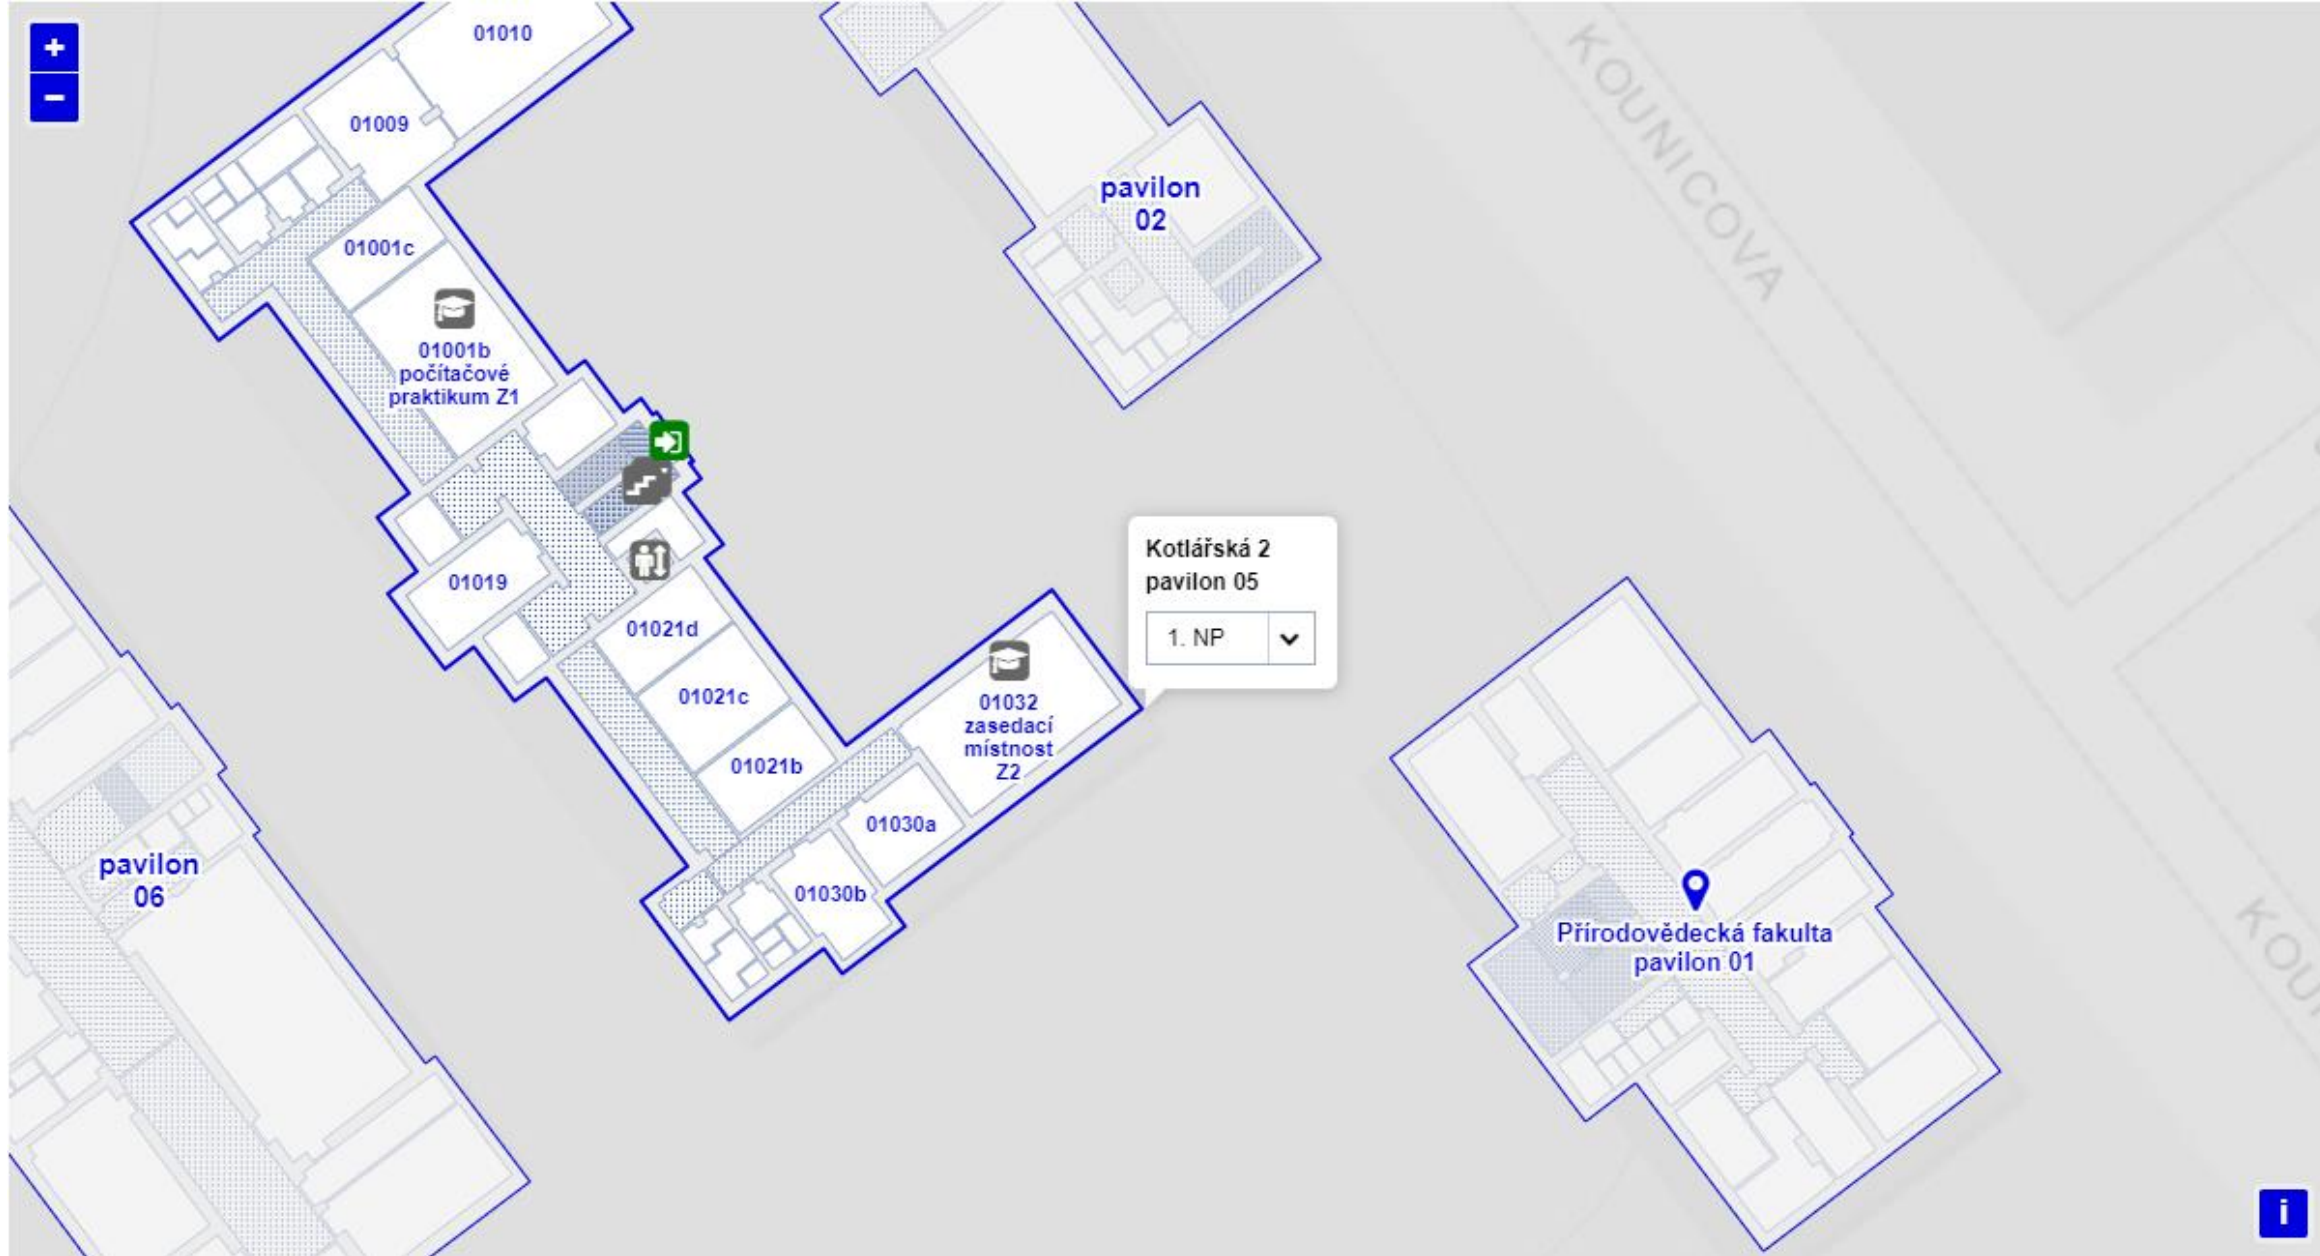 +
−
01010
01009
01001c
01001b
počítačové
praktikum Z1
pavilon
02
KOUNICOVA
01019
01021d
01021c
01021b
01032
zasedací
místnost
Z2
01030a
01030b
Kotlářská 2
pavilon 05
1. NP
pavilon
06
Přírodovědecká fakulta
pavilon 01
KOU
i